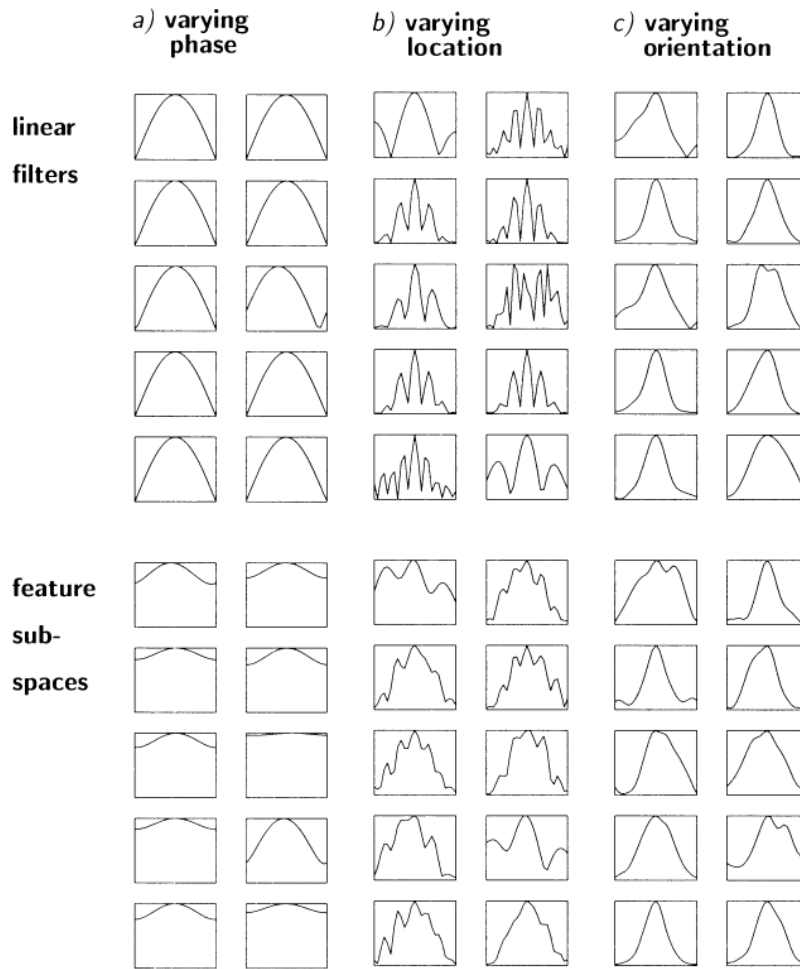 a) varying
phase
b) varying
location
c) varying
orientation
linear
filters
feature
sub-
spaces